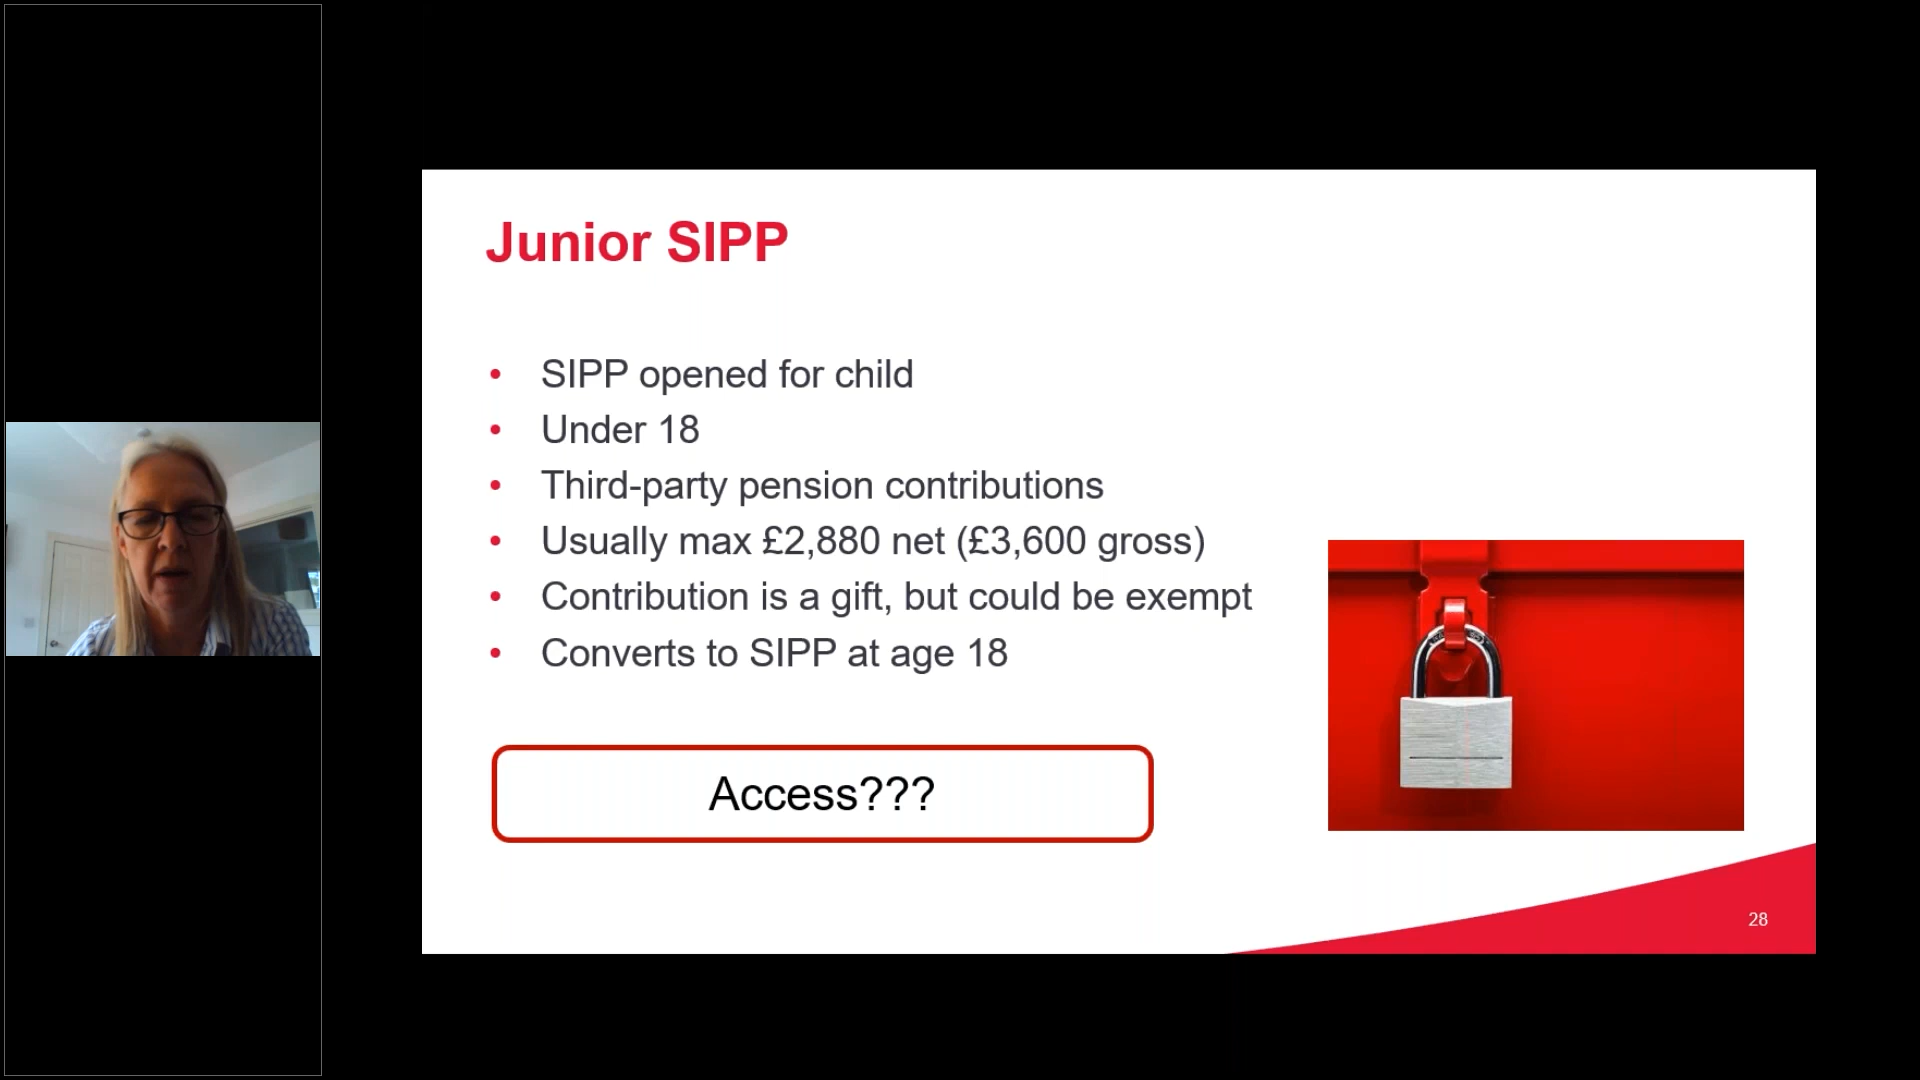 Junior SIPP
• SIPP opened for child
• Under 18
• Third-party pension contributions
• Usually max £2,880 net (£3,600 gross)
• Contribution is a gift, but could be exempt
• Converts to SIPP at age 18
Access???
28